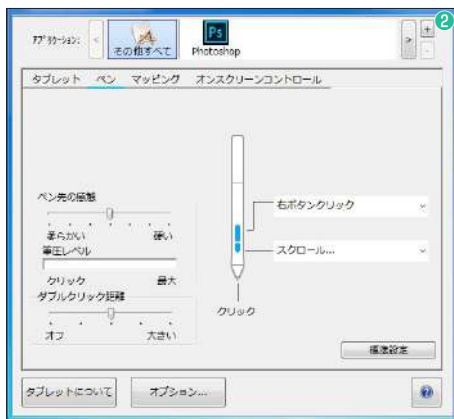 アプリケーション: < その他すべて Ps Photoshop > + - 2
タブレット ペン マッピング オンスクリーンコントロール
ペン先の感触
柔らかい 硬い
筆圧レベル
クリック 最大
ダブルクリック距離
オフ 大きい
右ボタンクリック
スクロール...
クリック
標準設定
タブレットについて オプション... ?